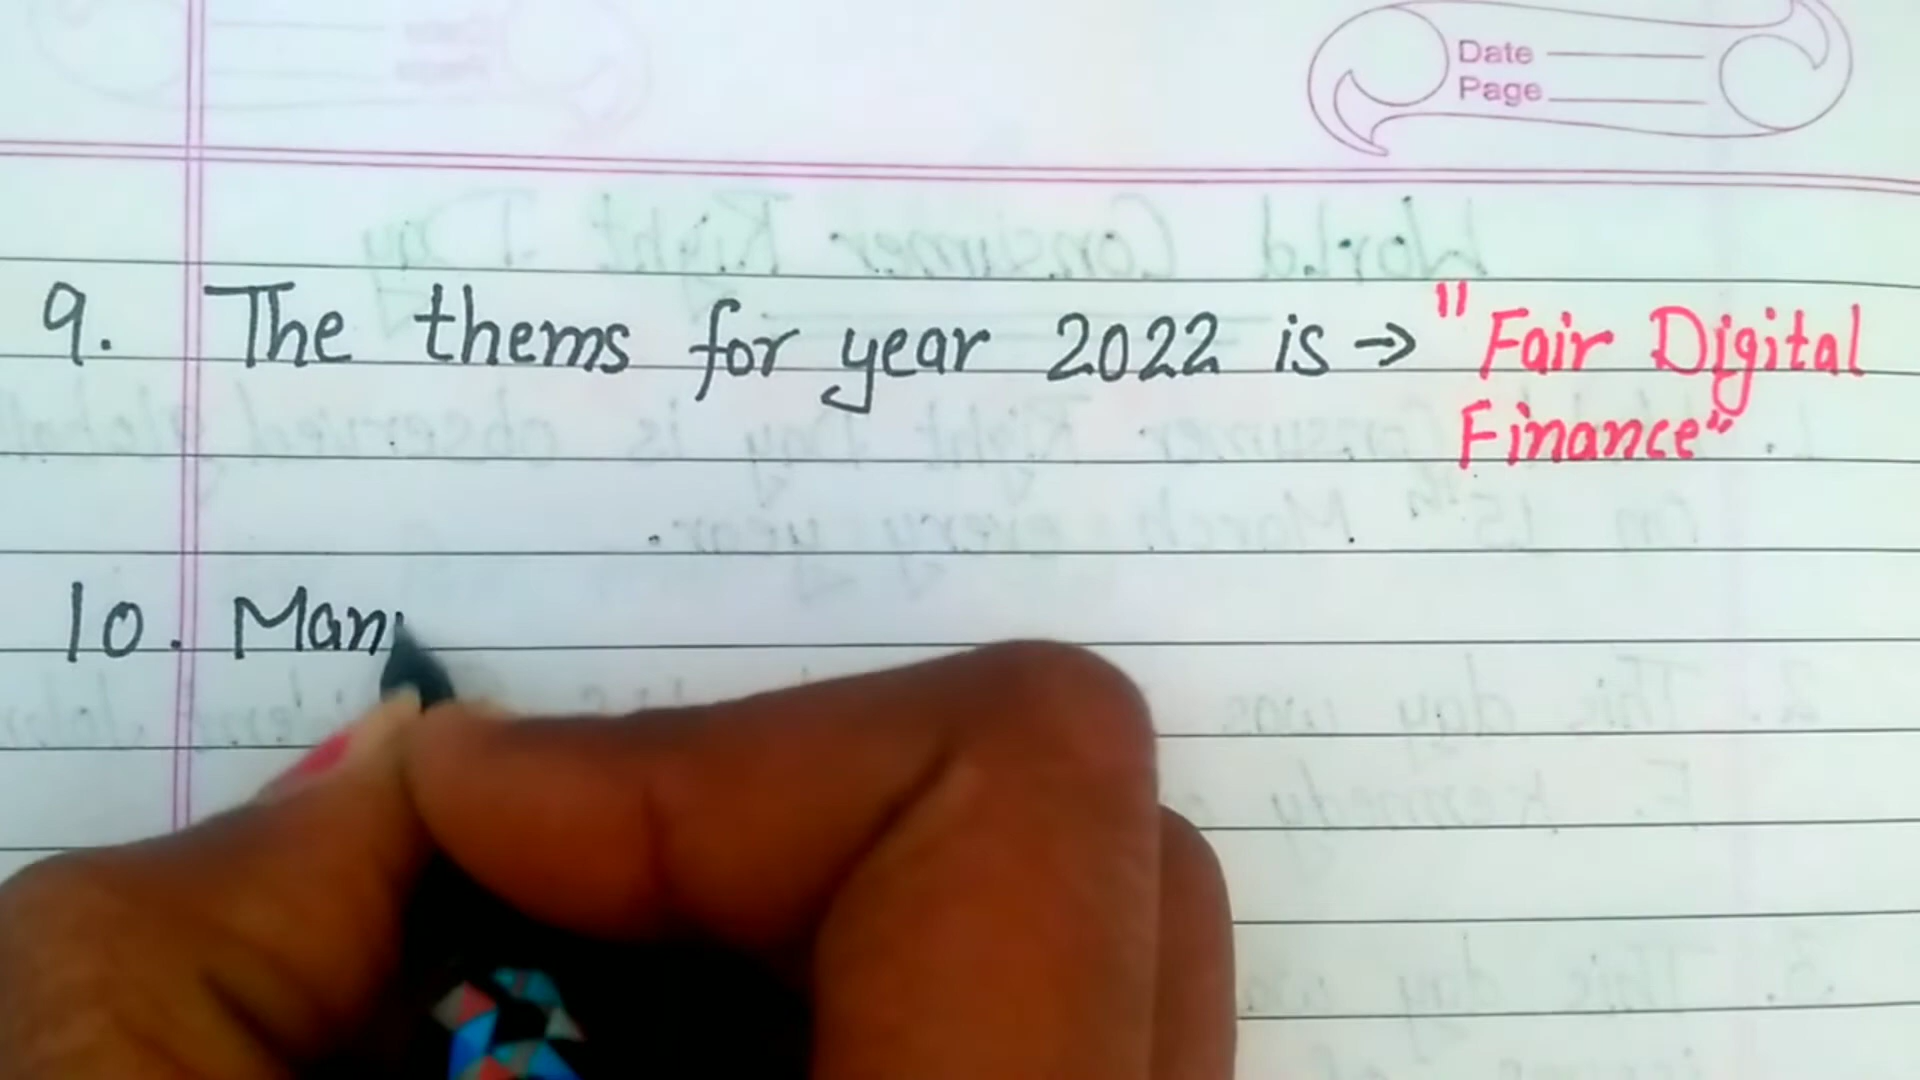 Date
Page
9. The thems for year 2022 is → "Fair Digital
Finance"
10. Man